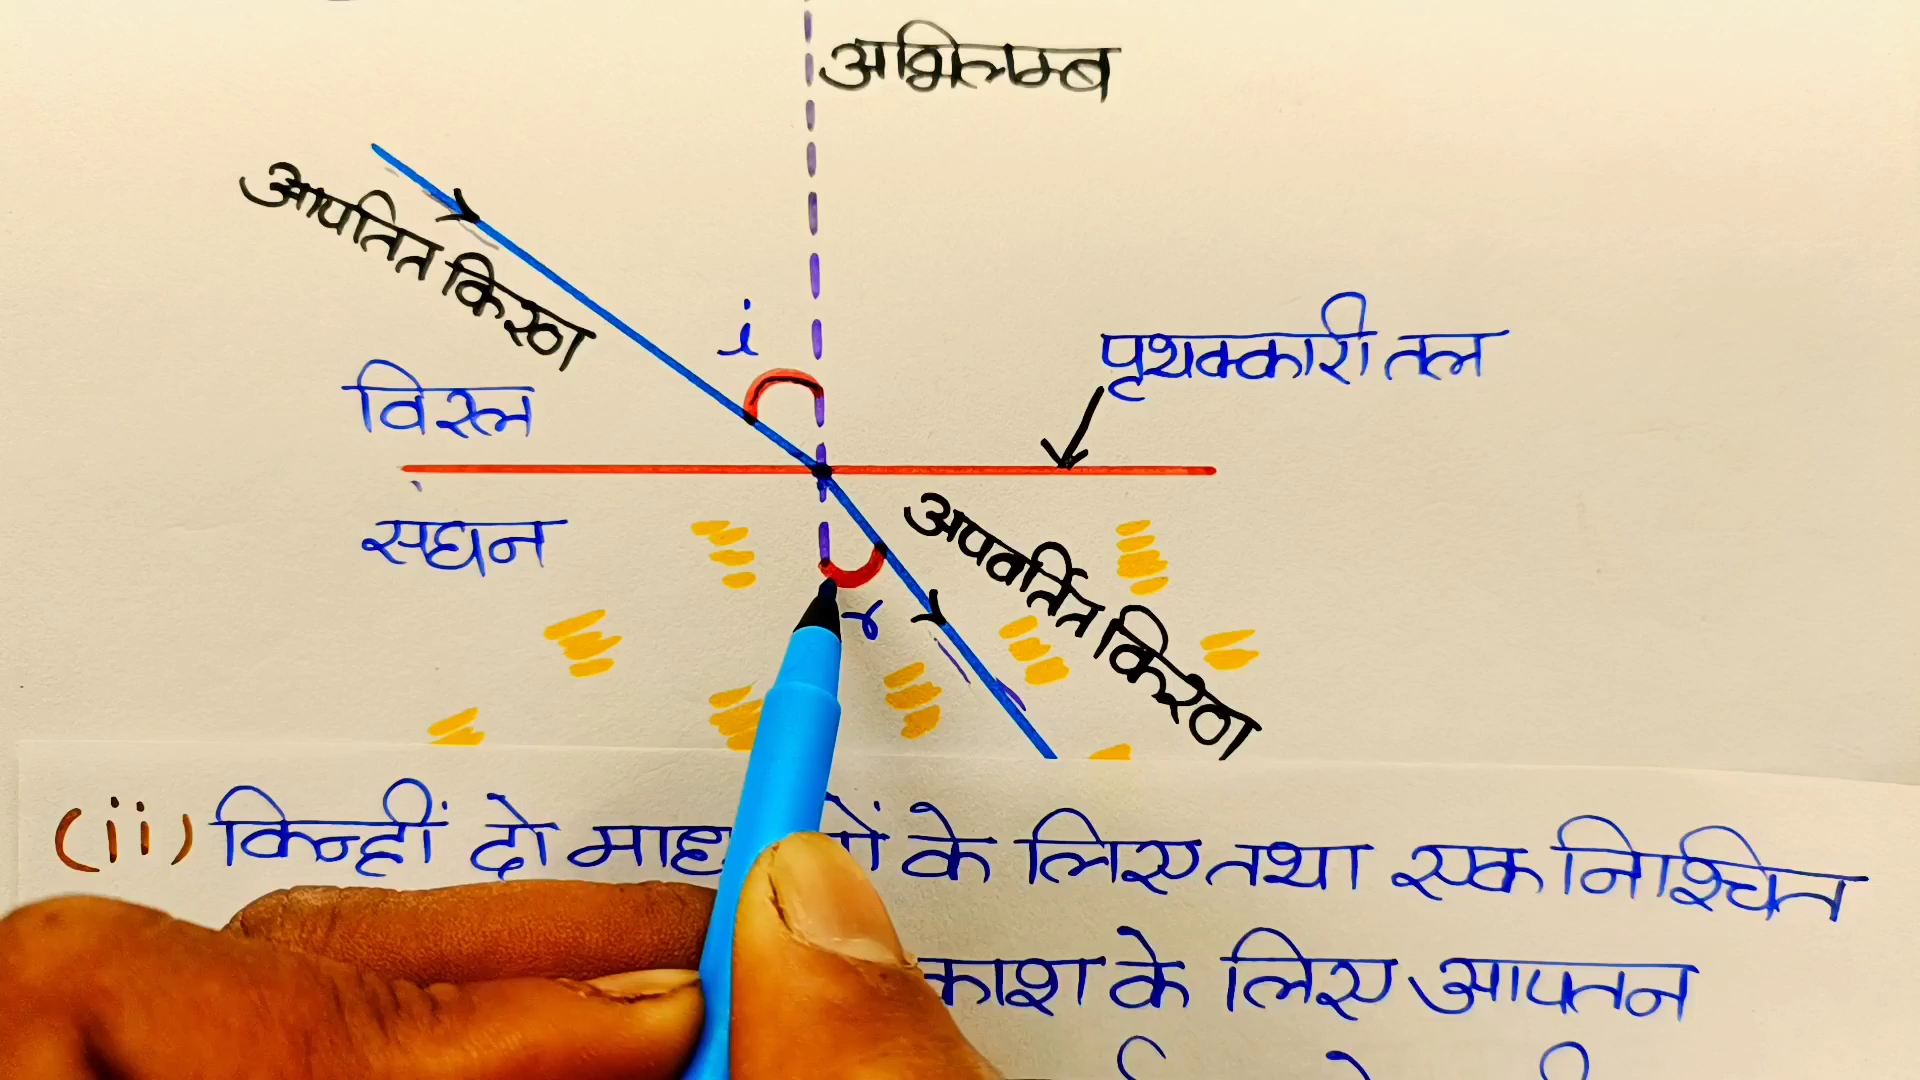 अभिलम्ब
आपतित किरण
i
पृथक्कारी तल
विरल
सघन
अपवर्तित किरण
r
(ii) किन्हीं दो के लिए तथा एक निश्चित
के लिए आपतन